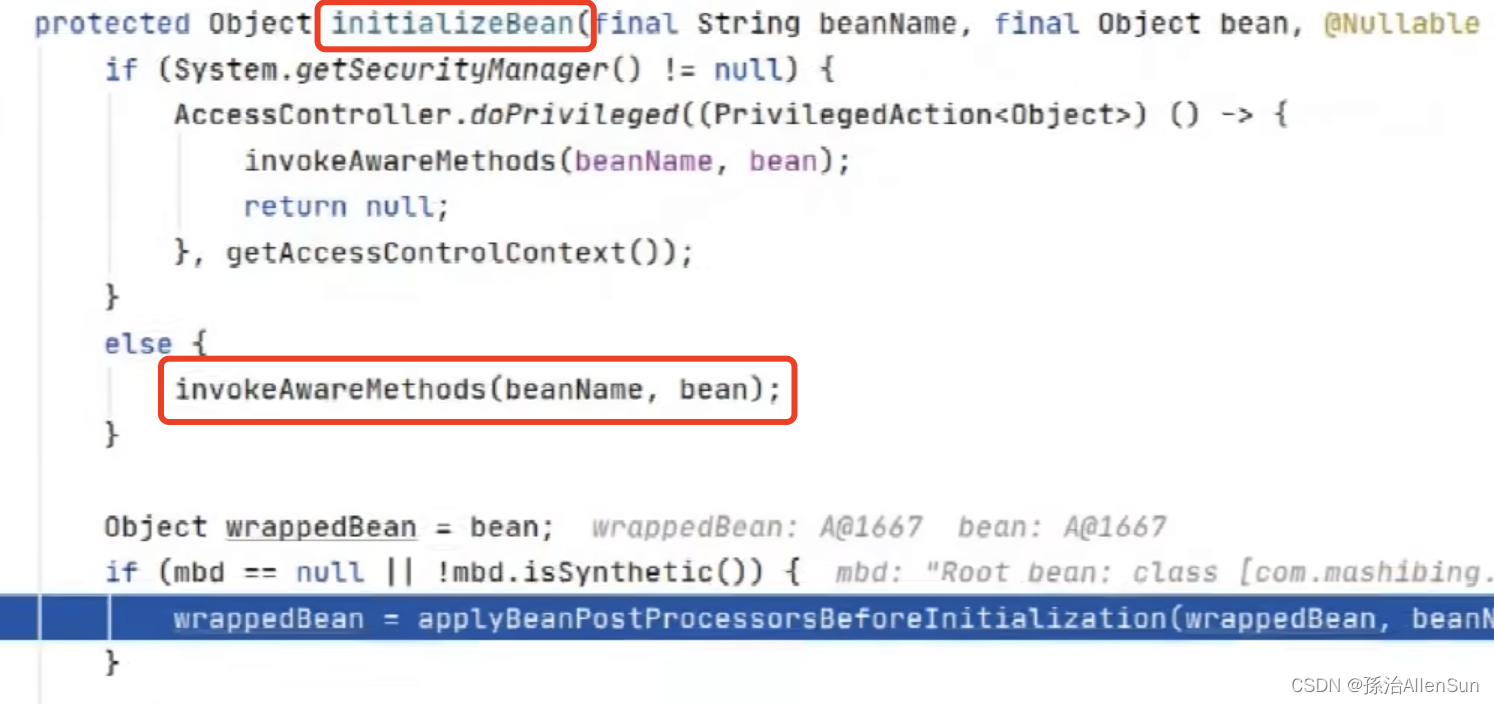 protected Object initializeBean(final String beanName, final Object bean, @Nullable
if (System.getSecurityManager() != null) {
AccessController.doPrivileged((PrivilegedAction<Object>) () -> {
invokeAwareMethods(beanName, bean);
return null;
}, getAccessControlContext());
}
else {
invokeAwareMethods(beanName, bean);
}
Object wrappedBean = bean; wrappedBean: A@1667 bean: A@1667
if (mbd == null || !mbd.isSynthetic()) { mbd: "Root bean: class [com.mashibing.
wrappedBean = applyBeanPostProcessorsBeforeInitialization(wrappedBean, beanN
}
CSDN @孫治AllenSun